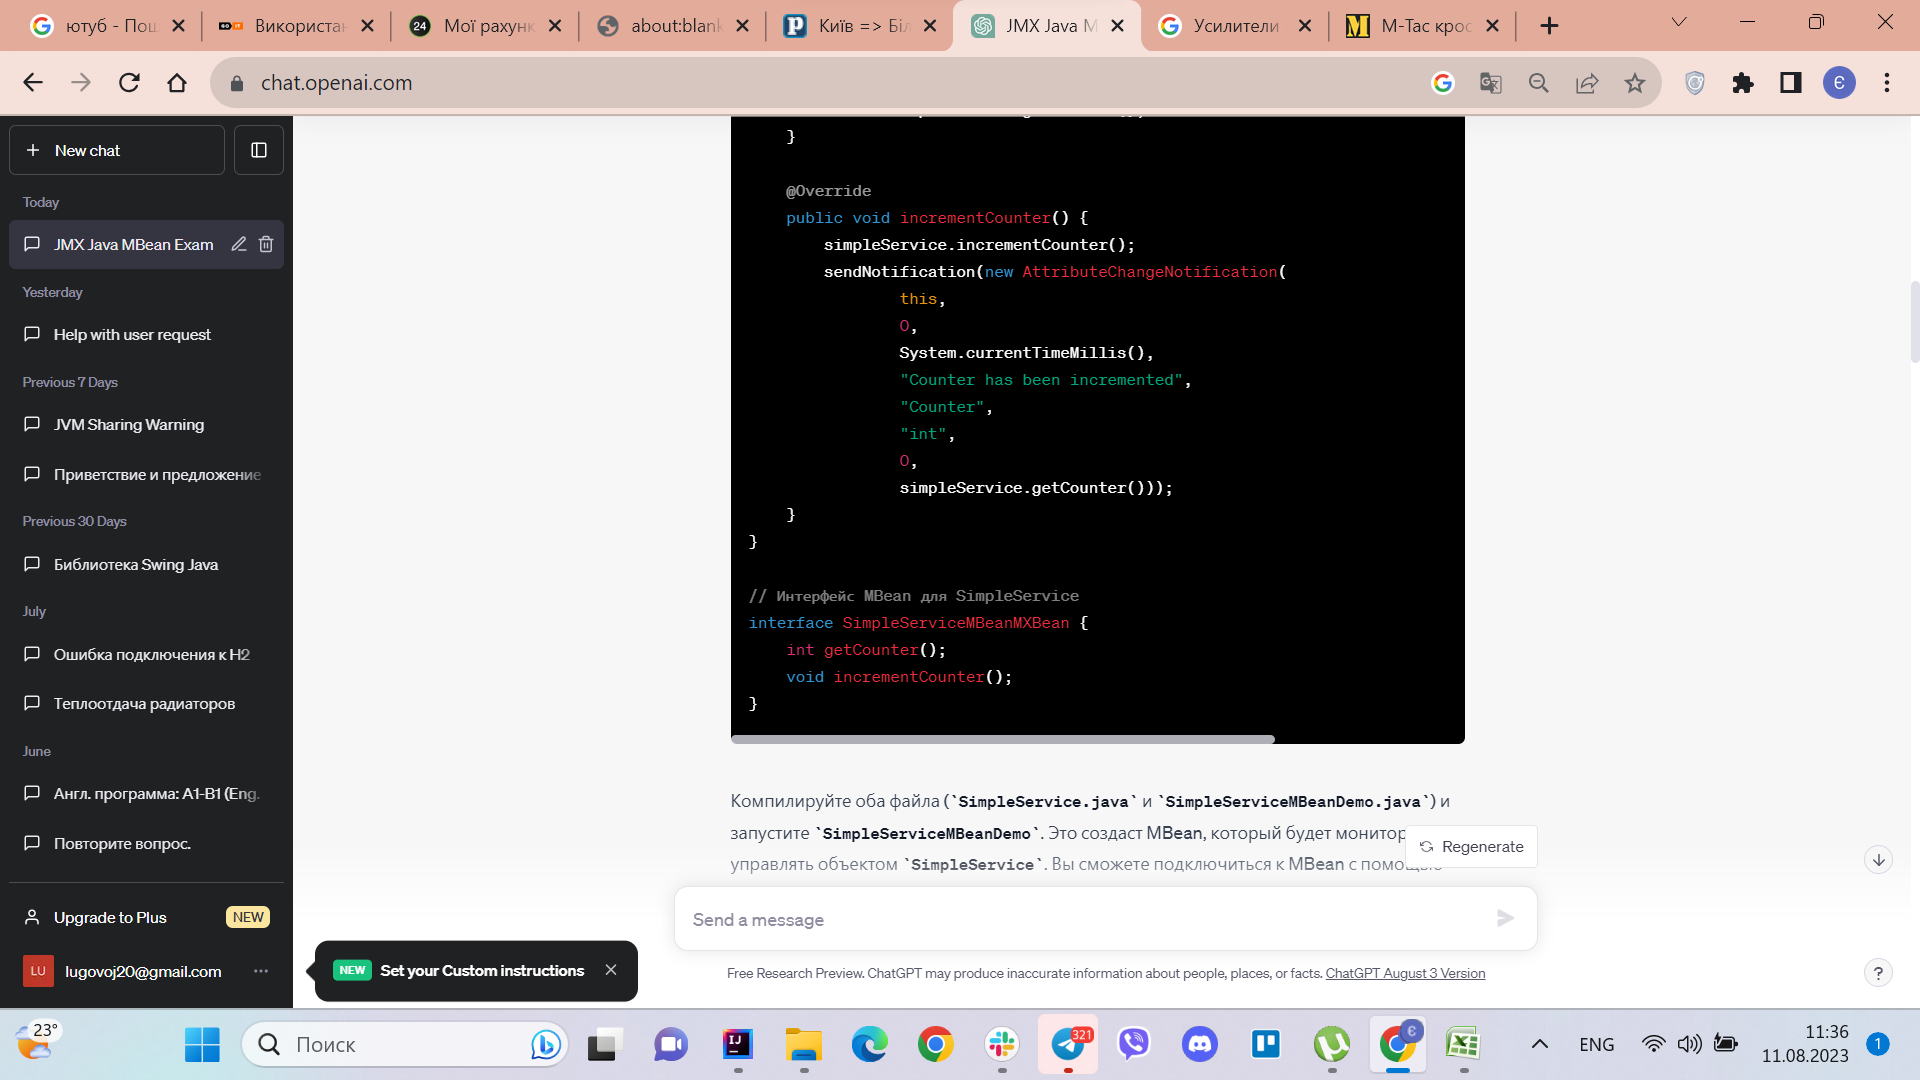 ютуб - Пош
Використан
24 Мої рахунк
about:blank
Київ => Біл
JMX Java M
Усилители
М-Тас крос
chat.openai.com
Є
New chat
Today
JMX Java MBean Exam
Yesterday
Help with user request
Previous 7 Days
JVM Sharing Warning
Приветствие и предложение
Previous 30 Days
Библиотека Swing Java
July
Ошибка подключения к H2
Теплоотдача радиаторов
June
Англ. программа: A1-B1 (Eng.
Повторите вопрос.
Upgrade to Plus NEW
LU lugovoj20@gmail.com
}
@Override
public void incrementCounter() {
simpleService.incrementCounter();
sendNotification(new AttributeChangeNotification(
this,
0,
System.currentTimeMillis(),
"Counter has been incremented",
"Counter",
"int",
0,
simpleService.getCounter()));
}
}
// Интерфейс MBean для SimpleService
interface SimpleServiceMBeanMXBean {
int getCounter();
void incrementCounter();
}
Компилируйте оба файла (`SimpleService.java` и `SimpleServiceMBeanDemo.java`) и
запустите `SimpleServiceMBeanDemo`. Это создаст MBean, который будет монитор
управлять объектом `SimpleService`. Вы сможете подключиться к MBean с помощью
Regenerate
Send a message
NEW Set your Custom instructions
Free Research Preview. ChatGPT may produce inaccurate information about people, places, or facts. ChatGPT August 3 Version
?
23°
Поиск
321
Є
ENG
11:36
11.08.2023
1